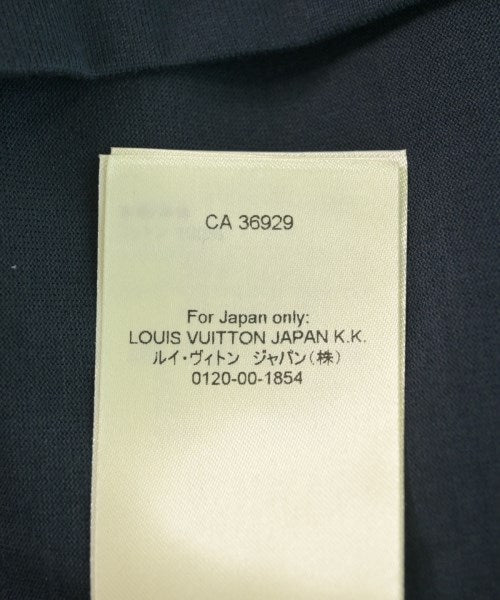 CA 36929
For Japan only:
LOUIS VUITTON JAPAN K.K.
ルイ・ヴィトン ジャパン(株)
0120-00-1854